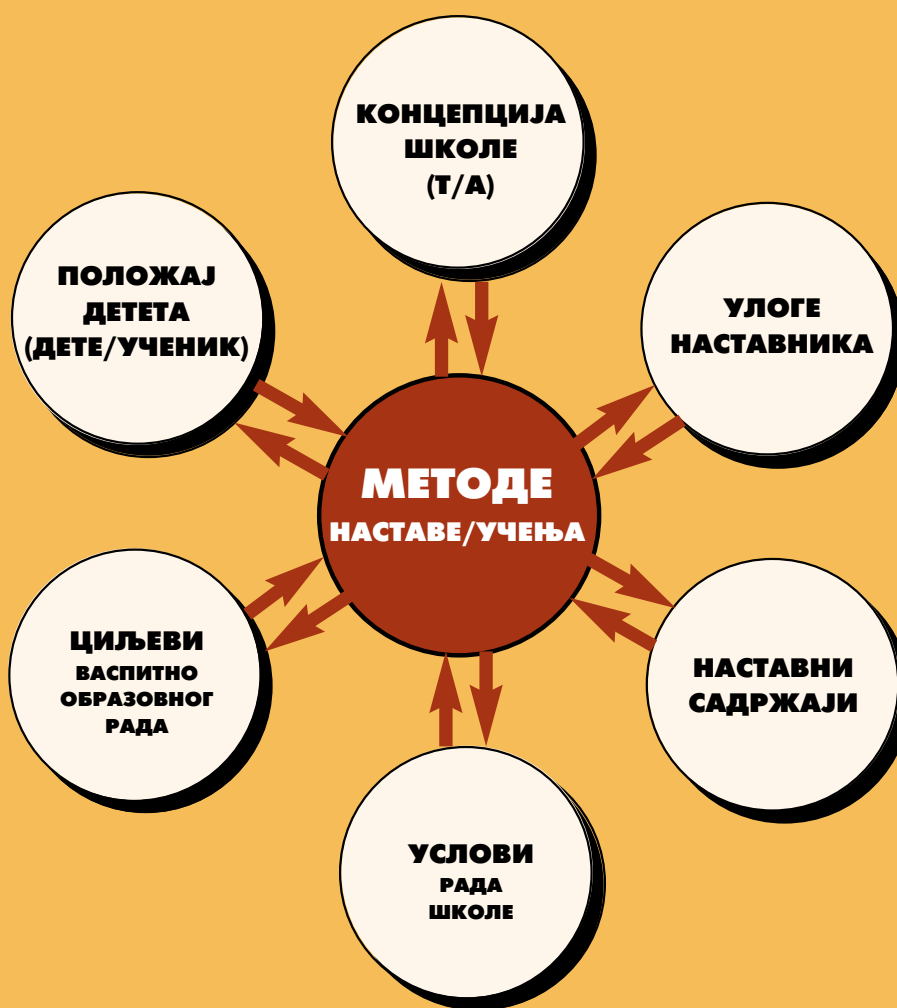 КОНЦЕПЦИЈА
ШКОЛЕ
(Т/А)
ПОЛОЖАЈ
ДЕТЕТА
(ДЕТЕ/УЧЕНИК)
УЛОГЕ
НАСТАВНИКА
МЕТОДЕ
НАСТАВЕ/УЧЕЊА
ЦИЉЕВИ
ВАСПИТНО
ОБРАЗОВНОГ
РАДА
НАСТАВНИ
САДРЖАЈИ
УСЛОВИ
РАДА
ШКОЛЕ